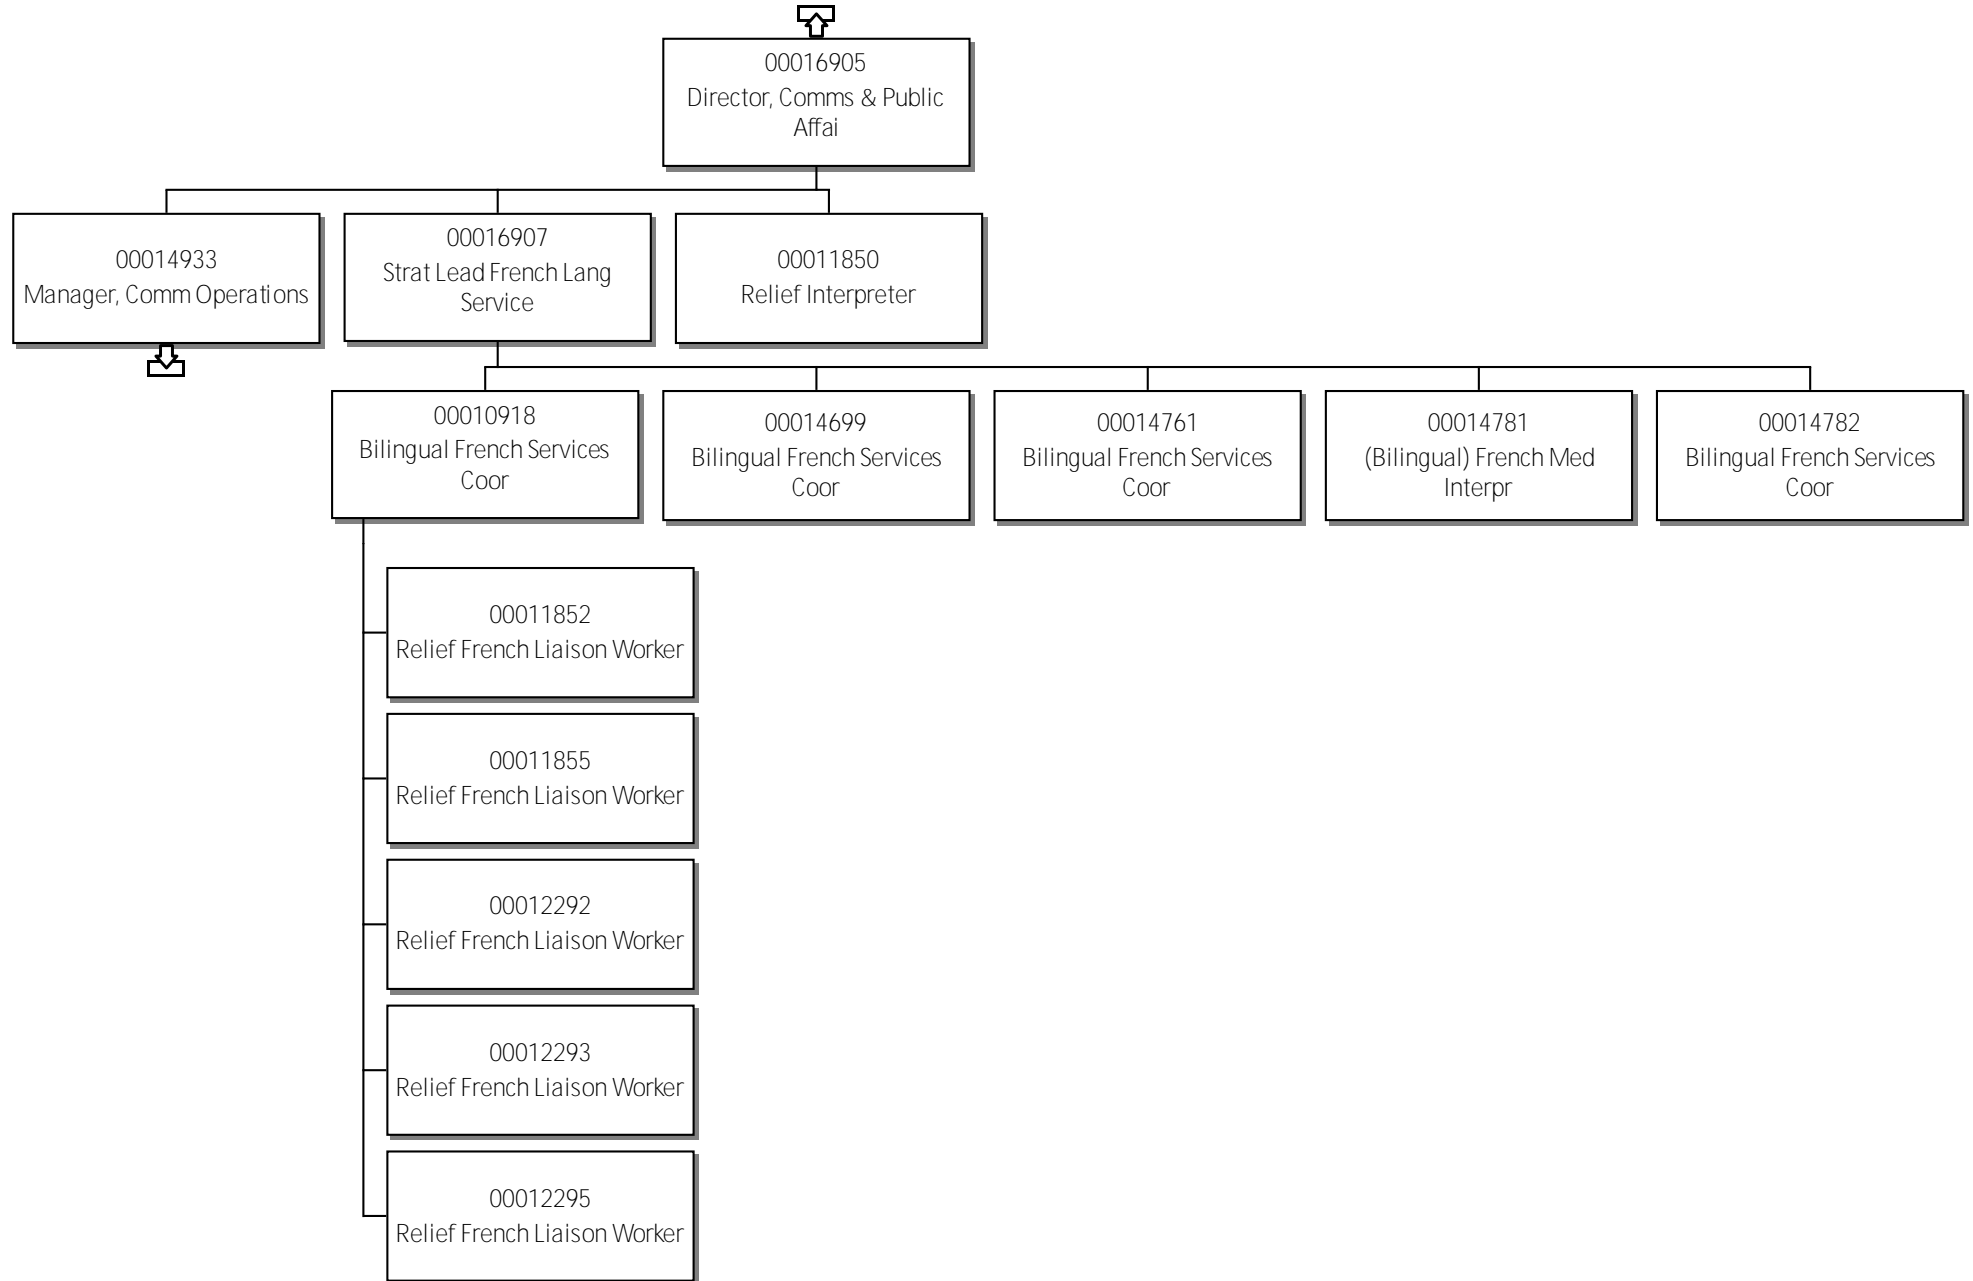 00016905
Director, Comms & Public
Affai
00014933
Manager, Comm Operations
00016907
Strat Lead French Lang
Service
00011850
Relief Interpreter
00010918
Bilingual French Services
Coor
00014699
Bilingual French Services
Coor
00014761
Bilingual French Services
Coor
00014781
(Bilingual) French Med
Interpr
00014782
Bilingual French Services
Coor
00011852
Relief French Liaison Worker
00011855
Relief French Liaison Worker
00012292
Relief French Liaison Worker
00012293
Relief French Liaison Worker
00012295
Relief French Liaison Worker